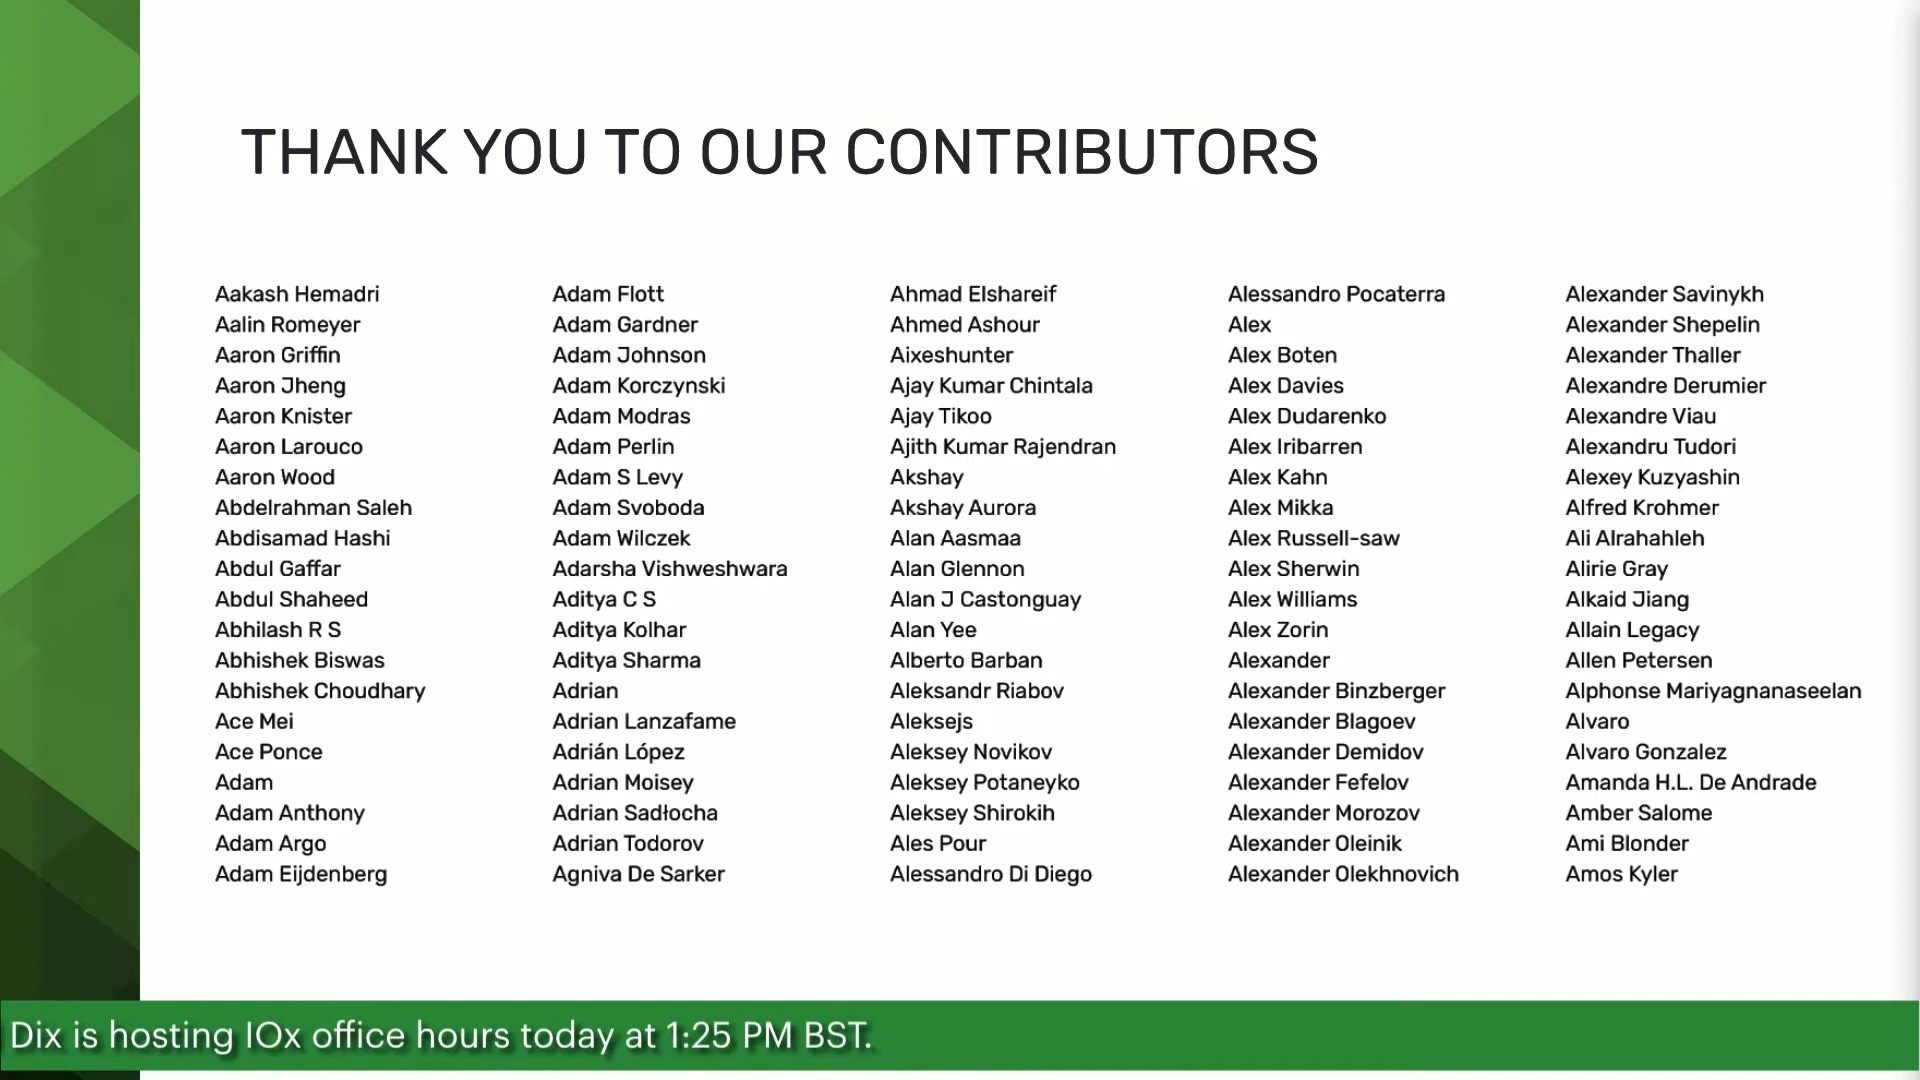 THANK YOU TO OUR CONTRIBUTORS
Aakash Hemadri
Aalin Romeyer
Aaron Griffin
Aaron Jheng
Aaron Knister
Aaron Larouco
Aaron Wood
Abdelrahman Saleh
Abdisamad Hashi
Abdul Gaffar
Abdul Shaheed
Abhilash R S
Abhishek Biswas
Abhishek Choudhary
Ace Mei
Ace Ponce
Adam
Adam Anthony
Adam Argo
Adam Eijdenberg
Adam Flott
Adam Gardner
Adam Johnson
Adam Korczynski
Adam Modras
Adam Perlin
Adam S Levy
Adam Svoboda
Adam Wilczek
Adarsha Vishweshwara
Aditya C S
Aditya Kolhar
Aditya Sharma
Adrian
Adrian Lanzafame
Adrián López
Adrian Moisey
Adrian Sadłocha
Adrian Todorov
Agniva De Sarker
Ahmad Elshareif
Ahmed Ashour
Aixeshunter
Ajay Kumar Chintala
Ajay Tikoo
Ajith Kumar Rajendran
Akshay
Akshay Aurora
Alan Aasmaa
Alan Glennon
Alan J Castonguay
Alan Yee
Alberto Barban
Aleksandr Riabov
Aleksejs
Aleksey Novikov
Aleksey Potaneyko
Aleksey Shirokih
Ales Pour
Alessandro Di Diego
Alessandro Pocaterra
Alex
Alex Boten
Alex Davies
Alex Dudarenko
Alex Iribarren
Alex Kahn
Alex Mikka
Alex Russell-saw
Alex Sherwin
Alex Williams
Alex Zorin
Alexander
Alexander Binzberger
Alexander Blagoev
Alexander Demidov
Alexander Fefelov
Alexander Morozov
Alexander Oleinik
Alexander Olekhnovich
Alexander Savinykh
Alexander Shepelin
Alexander Thaller
Alexandre Derumier
Alexandre Viau
Alexandru Tudori
Alexey Kuzyashin
Alfred Krohmer
Ali Alrahahleh
Alirie Gray
Alkaid Jiang
Allain Legacy
Allen Petersen
Alphonse Mariyagnanaseelan
Alvaro
Alvaro Gonzalez
Amanda H.L. De Andrade
Amber Salome
Ami Blonder
Amos Kyler
Dix is hosting IOx office hours today at 1:25 PM BST.